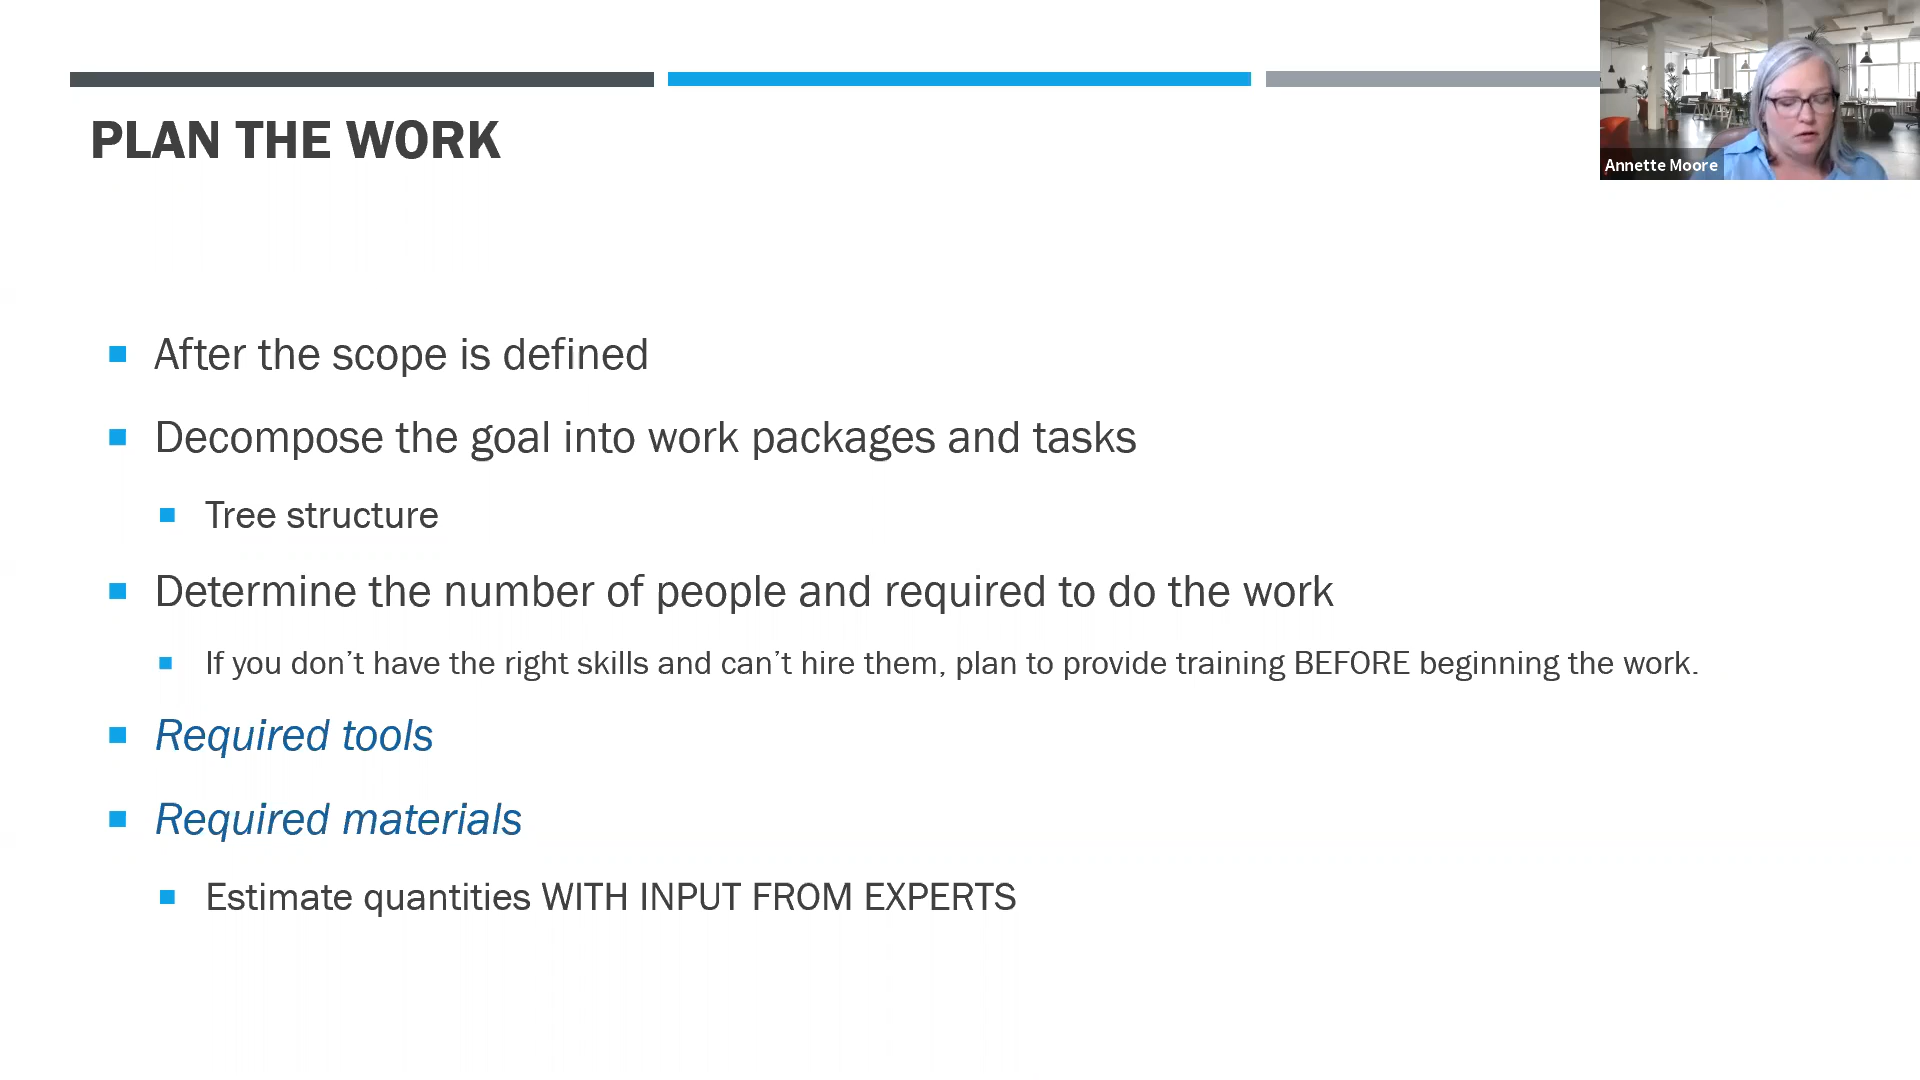 PLAN THE WORK
Annette Moore
After the scope is defined
Decompose the goal into work packages and tasks
Tree structure
Determine the number of people and required to do the work
If you don’t have the right skills and can’t hire them, plan to provide training BEFORE beginning the work.
Required tools
Required materials
Estimate quantities WITH INPUT FROM EXPERTS